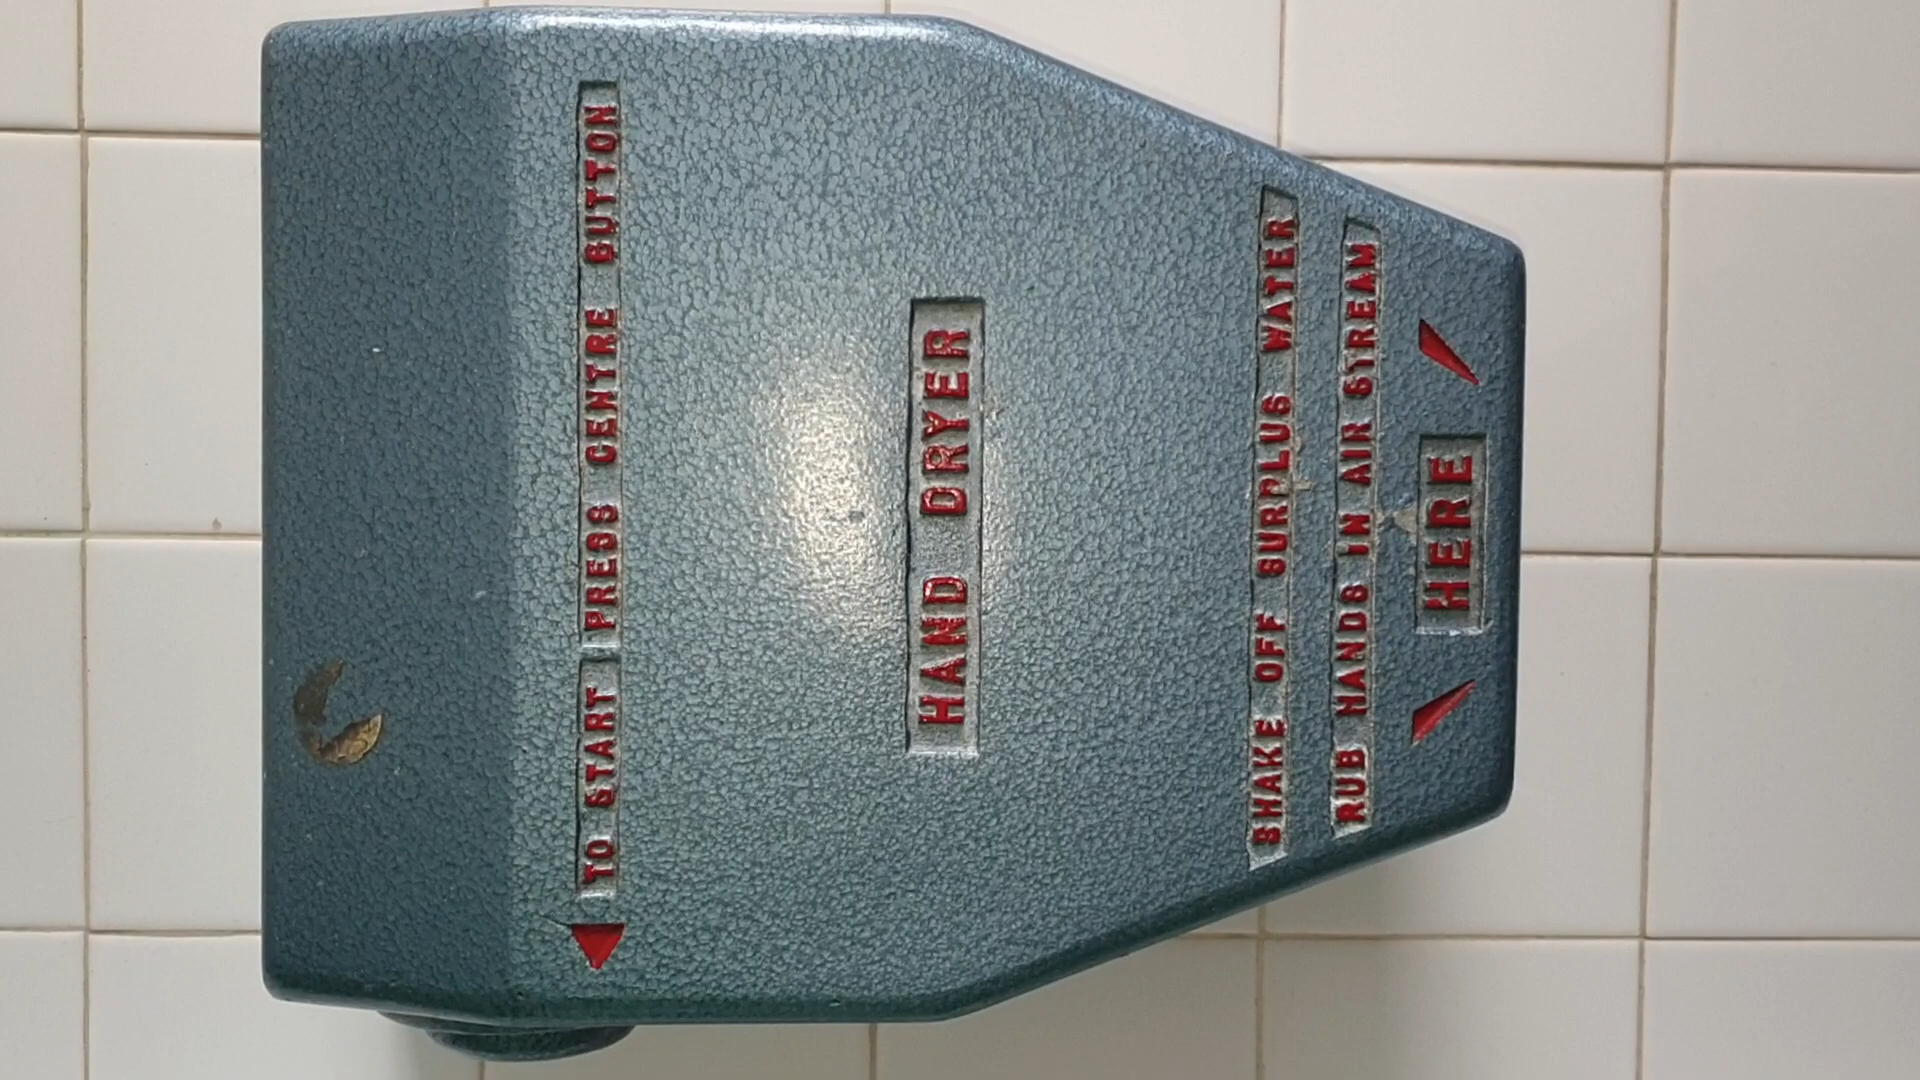 TO START PRESS CENTRE BUTTON
HAND DRYER
SHAKE OFF SURPLUS WATER
RUB HANDS IN AIR STREAM
HERE